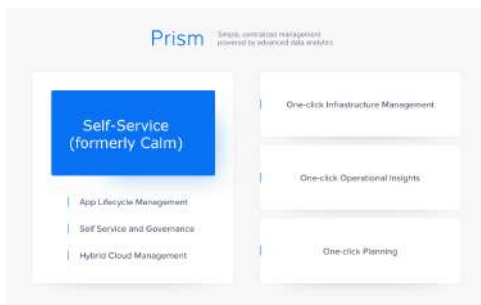 Prism
Simple, centralized management
powered by advanced data analytics
Self-Service
(formerly Calm)
App Lifecycle Management
Self Service and Governance
Hybrid Cloud Management
One-click Infrastructure Management
One-click Operational Insights
One-click Planning